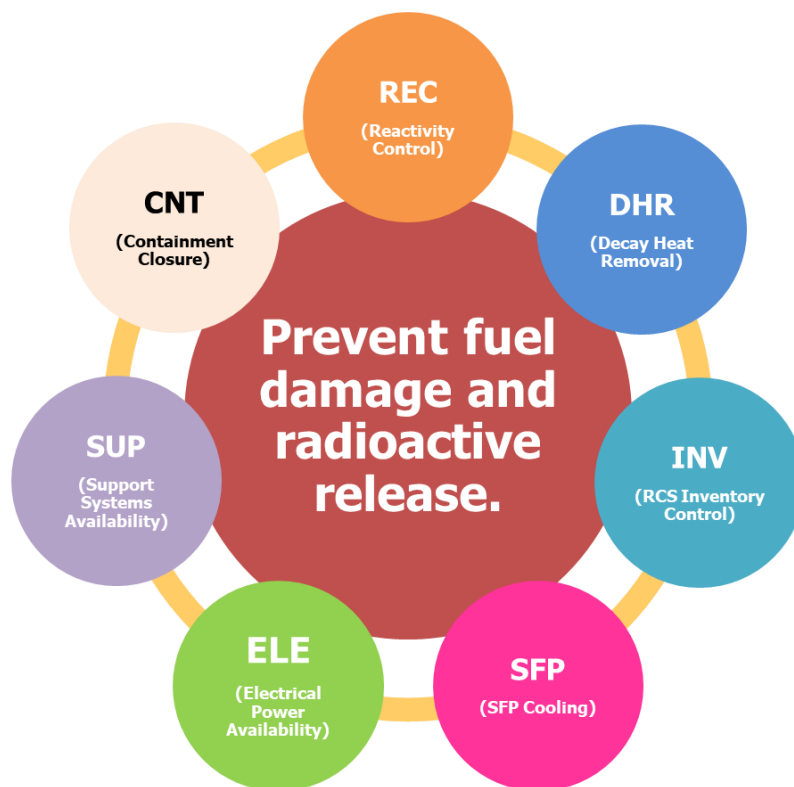 REC
(Reactivity
Control)
DHR
(Decay Heat
Removal)
INV
(RCS Inventory
Control)
SFP
(SFP Cooling)
ELE
(Electrical
Power
Availability)
SUP
(Support
Systems
Availability)
CNT
(Containment
Closure)
Prevent fuel
damage and
radioactive
release.